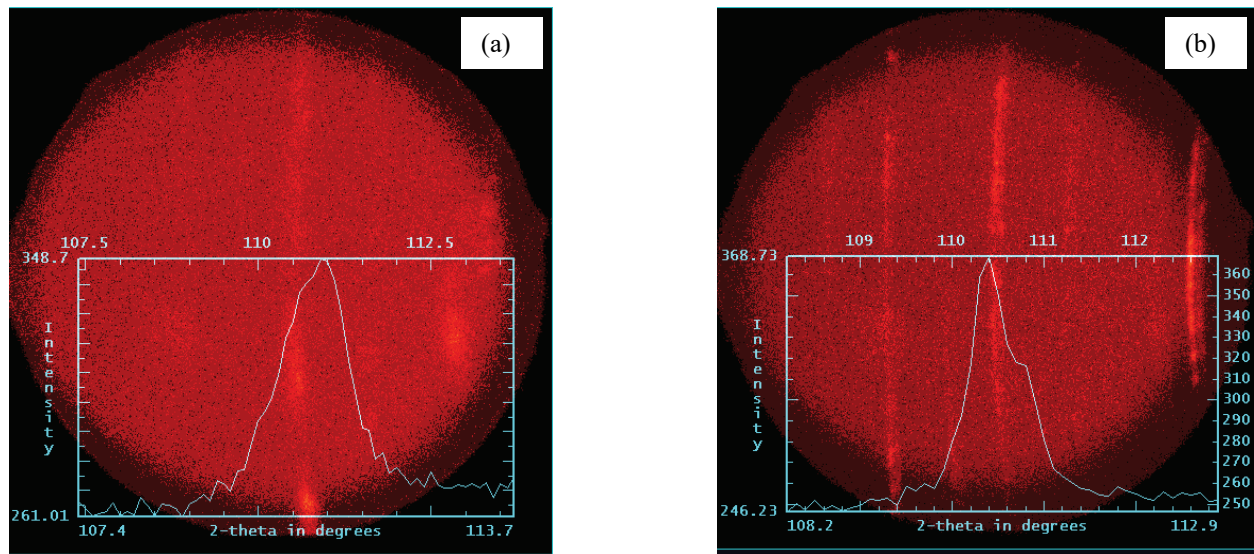 (a)
107.5 110 112.5
348.7
Intensity
261.01
107.4 2-theta in degrees 113.7
(b)
109 110 111 112
368.73
360
350
340
330
320
310
300
290
280
270
260
250
Intensity
246.23
108.2 2-theta in degrees 112.9